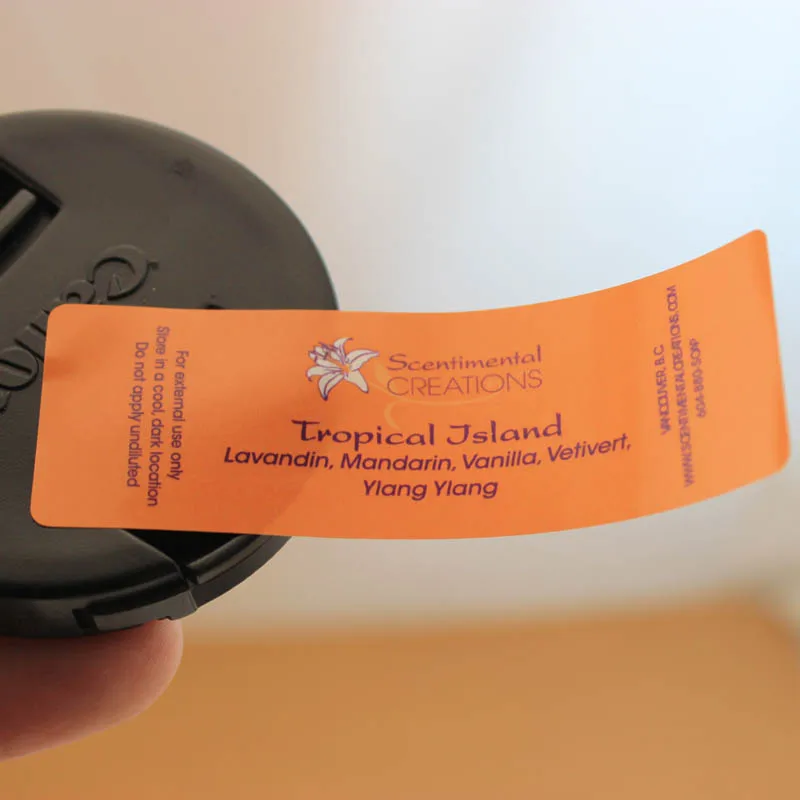 For external use only
Store in a cool, dark location
Do not apply undiluted
Scentimental
CREATIONS
Tropical Island
Lavandin, Mandarin, Vanilla, Vetivert,
Ylang Ylang
VANCOUVER, B.C.
WWW.SCENTIMENTALCREATIONS.COM
604-880-SOAP